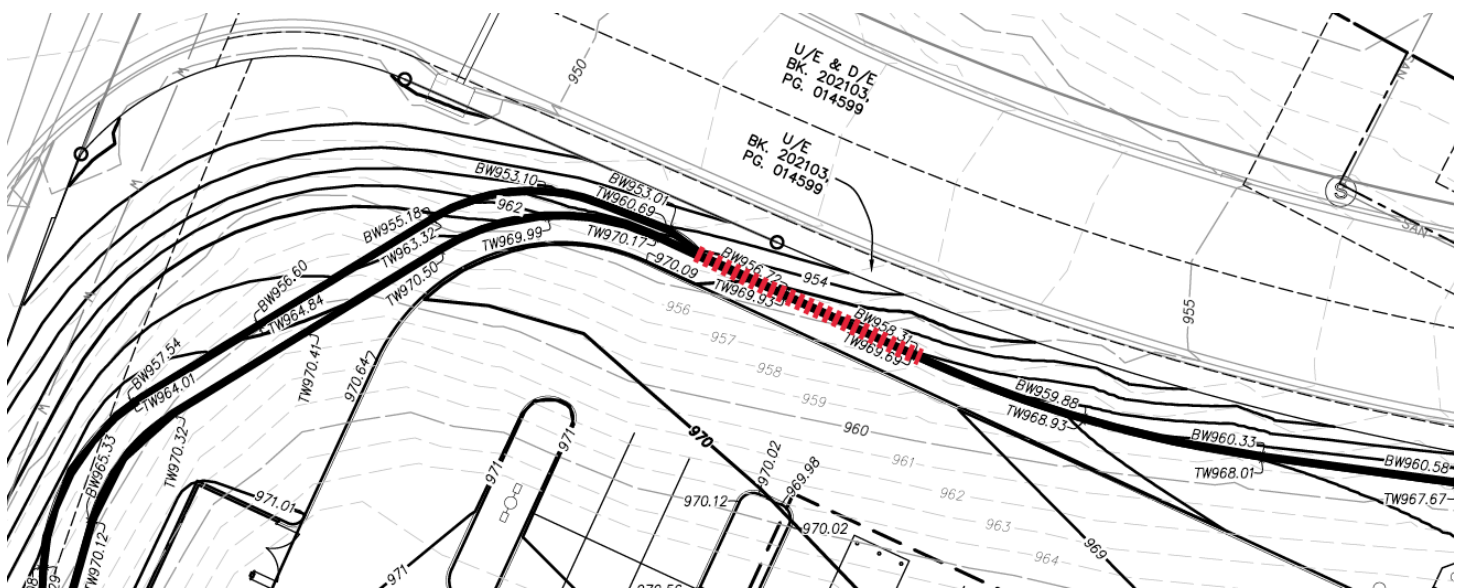 950
U/E & D/E
BK. 202103,
PG. 014599
U/E
BK. 202103,
PG. 014599
SAN
SAN
S
W
W
W
W
BW953.10
BW953.01
TW960.69
962
BW955.18
TW963.32
TW969.99
TW970.17
970.09
TW970.50
BW956.72
954
TW969.93
BW956.60
TW964.84
BW958.31
TW969.69
955
956
957
958
959
960
961
962
963
964
BW957.54
TW964.01
TW970.41
970.64
BW959.88
TW968.93
BW960.33
TW968.01
BW960.58
TW967.67
BW965.33
TW970.32
970
971
971
971.01
970.02
969.98
970.12
970.02
969
TW970.12
971